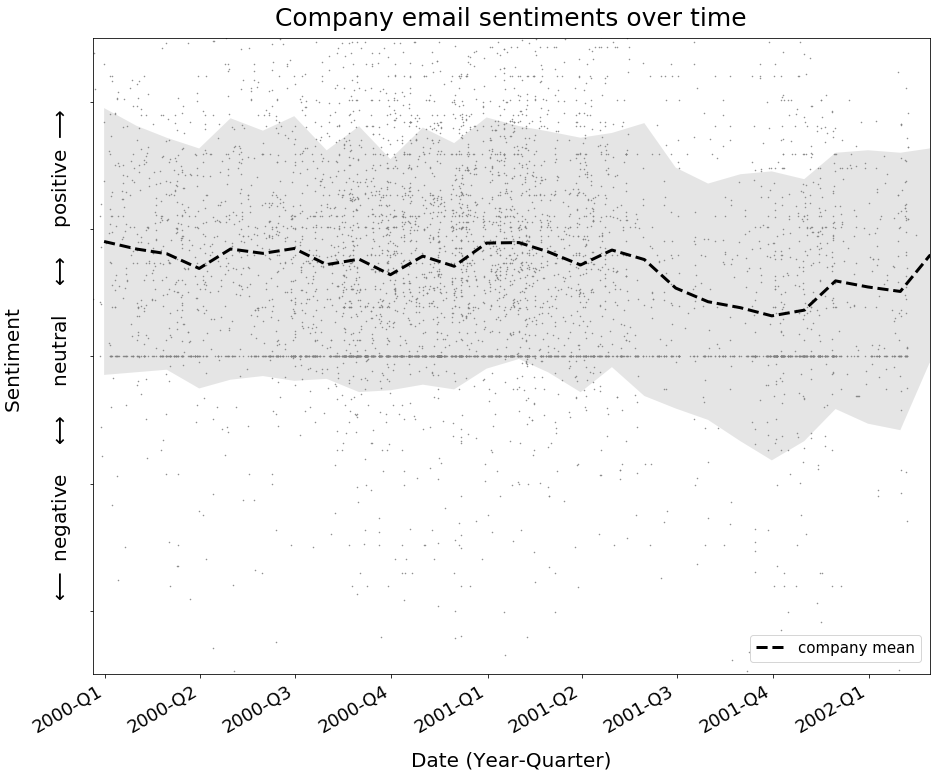 Company email sentiments over time
Sentiment
⟵ negative ⟷ neutral ⟷ positive ⟶
company mean
2000-Q1
2000-Q2
2000-Q3
2000-Q4
2001-Q1
2001-Q2
2001-Q3
2001-Q4
2002-Q1
Date (Year-Quarter)